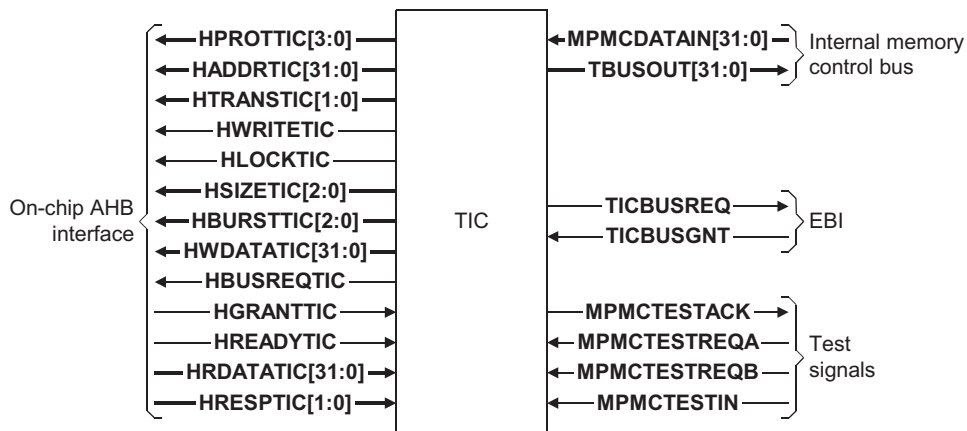 HPROTTIC[3:0]
HADDRTIC[31:0]
HTRANSTIC[1:0]
HWRITETIC
HLOCKTIC
HSIZETIC[2:0]
HBURSTTIC[2:0]
HWDATATIC[31:0]
HBUSREQTIC
HGRANTTIC
HREADYTIC
HRDATATIC[31:0]
HRESPTIC[1:0]
On-chip AHB
interface
TIC
MPMCDATAIN[31:0]
TBUSOUT[31:0]
Internal memory
control bus
TICBUSREQ
TICBUSGNT
EBI
MPMCTESTACK
MPMCTESTREQA
MPMCTESTREQB
MPMCTESTIN
Test
signals